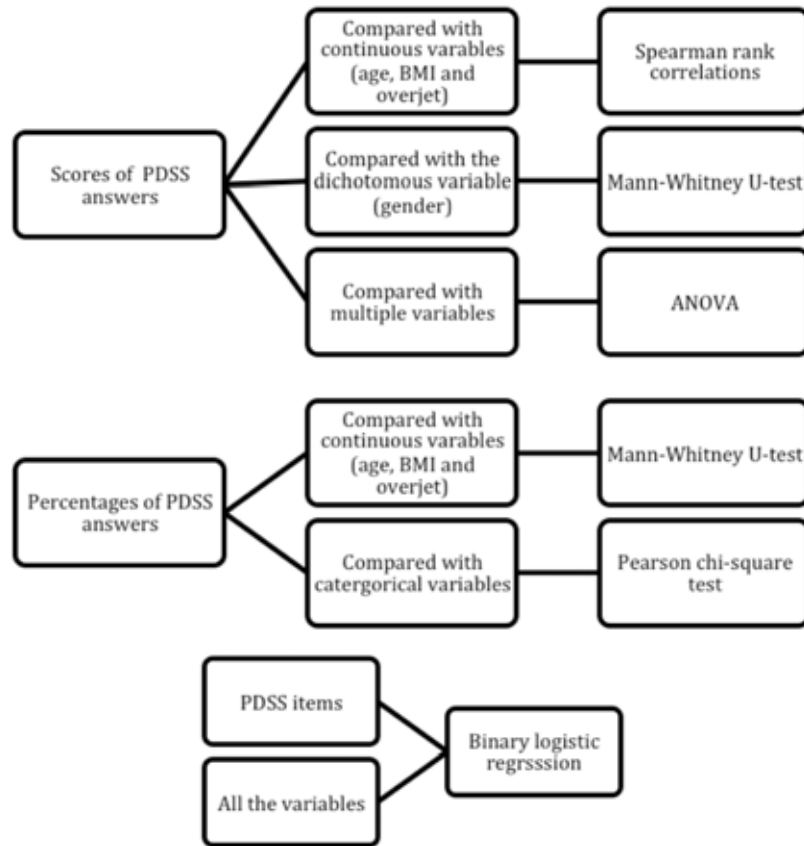 Scores of PDSS
answers
Compared with
continuous varables
(age, BMI and
overjet)
Spearman rank
correlations
Compared with the
dichotomous variable
(gender)
Mann-Whitney U-test
Compared with
multiple variables
ANOVA
Percentages of PDSS
answers
Compared with
continuous varables
(age, BMI and
overjet)
Mann-Whitney U-test
Compared with
catergorical variables
Pearson chi-square
test
PDSS items
All the variables
Binary logistic
regrsssion